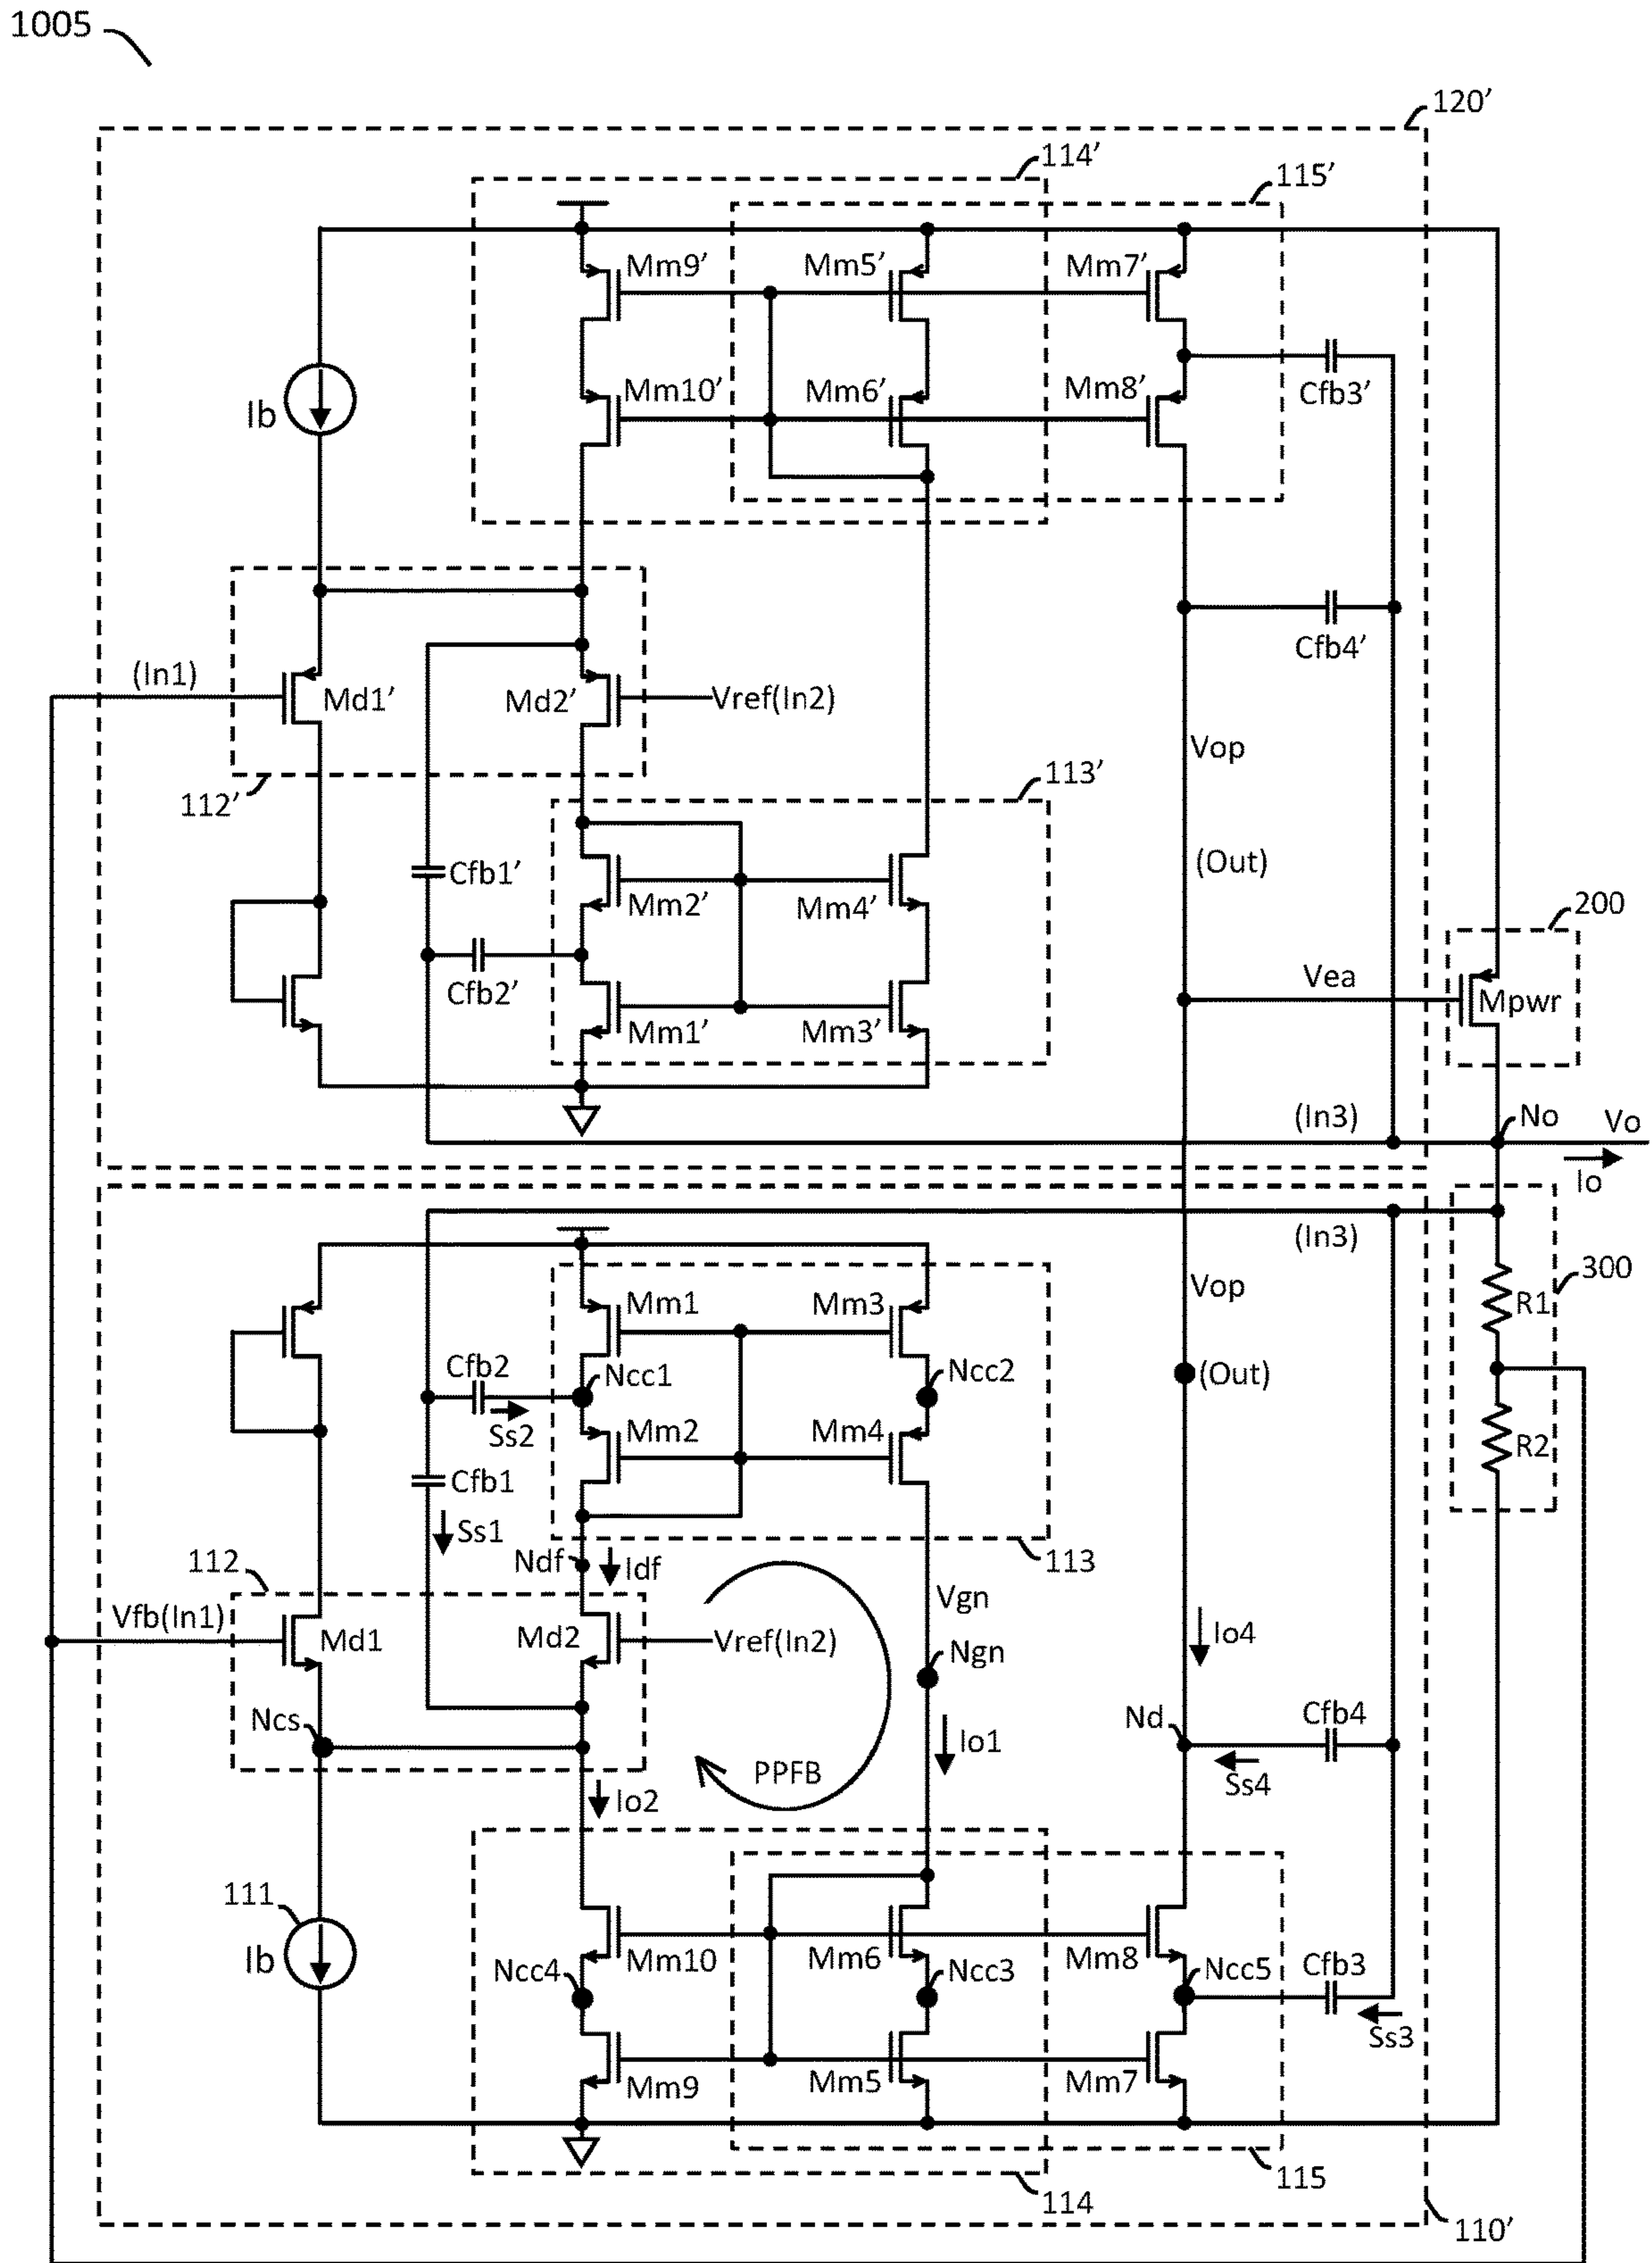 1005
120’
114’
115’
Mm9’
Mm5’
Mm7’
Mm10’
Mm6’
Mm8’
Cfb3’
Ib
Cfb4’
(In1)
Md1’
Md2’
Vref(In2)
Vop
112’
113’
Cfb1’
(Out)
Mm2’
Mm4’
200
Cfb2’
Vea
Mpwr
Mm1’
Mm3’
(In3)
No
Vo
Io
(In3)
300
Vop
Mm1
Mm3
R1
Cfb2
Ncc1
Ncc2
(Out)
Ss2
Mm2
Mm4
R2
Cfb1
Ss1
112
Ndf
Idf
113
Vgn
Vfb(In1)
Md1
Md2
Vref(In2)
Io4
Ngn
Ncs
Nd
Cfb4
Io1
PPFB
Ss4
Io2
111
Ib
Mm10
Mm6
Mm8
Ncc4
Ncc3
Ncc5
Cfb3
Ss3
Mm9
Mm5
Mm7
115
114
110’